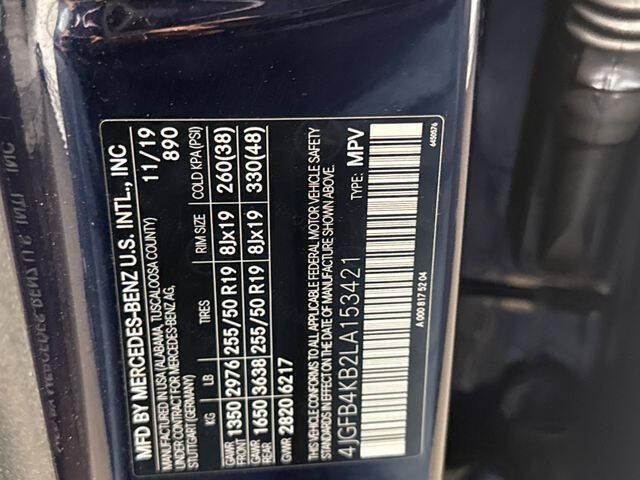 MFD BY MERCEDES-BENZ U.S. INTL., INC
MANUFACTURED IN USA (ALABAMA, TUSCALOOSA COUNTY) 11/19
UNDER CONTRACT FOR MERCEDES-BENZ AG, 890
STUTTGART (GERMANY)
KG LB TIRES RIM SIZE COLD KPA (PSI)
GAWR FRONT 1350 2976 255/50 R19 8Jx19 260(38)
GAWR REAR 1650 3638 255/50 R19 8Jx19 330(48)
GVWR 2820 6217
THIS VEHICLE CONFORMS TO ALL APPLICABLE FEDERAL MOTOR VEHICLE SAFETY
STANDARDS IN EFFECT ON THE DATE OF MANUFACTURE SHOWN ABOVE.
4JGFB4KB2LA153421 TYPE: MPV
A 000 817 52 04 6450576